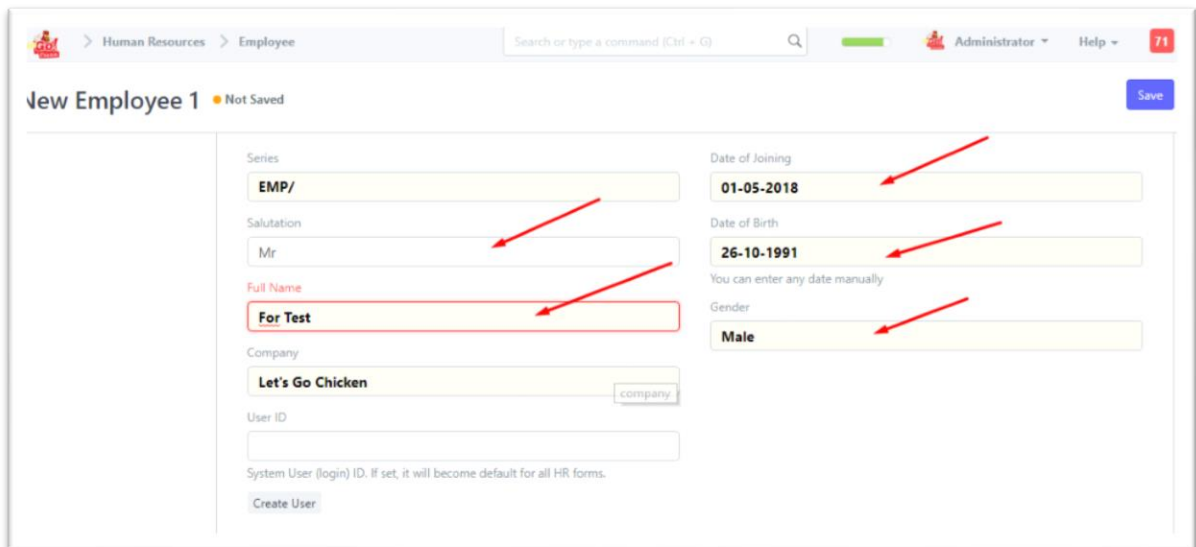 GO!
> Human Resources > Employee
Search or type a command (Ctrl + G)
Administrator
Help
71
New Employee 1
Not Saved
Save
Series
EMP/
Salutation
Mr
Full Name
For Test
Company
Let's Go Chicken
company
User ID
System User (login) ID. If set, it will become default for all HR forms.
Create User
Date of Joining
01-05-2018
Date of Birth
26-10-1991
You can enter any date manually
Gender
Male